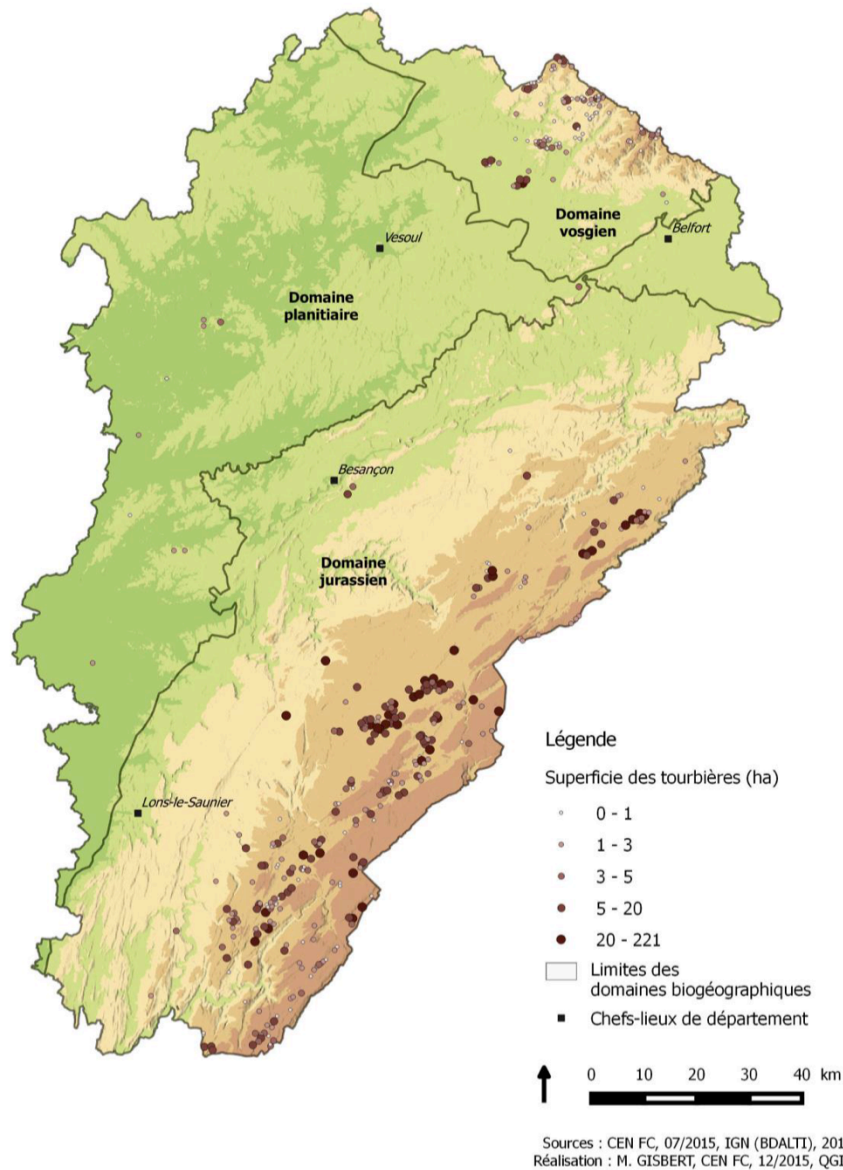 Domaine
vosgien
Belfort
Vesoul
Domaine
planitiaire
Besançon
Domaine
jurassien
Lons-le-Saunier
Légende
Superficie des tourbières (ha)
0 - 1
1 - 3
3 - 5
5 - 20
20 - 221
Limites des
domaines biogéographiques
Chefs-lieux de département
0 10 20 30 40 km
Sources : CEN FC, 07/2015, IGN (BDALTI), 201
Réalisation : M. GISBERT, CEN FC, 12/2015, QGI